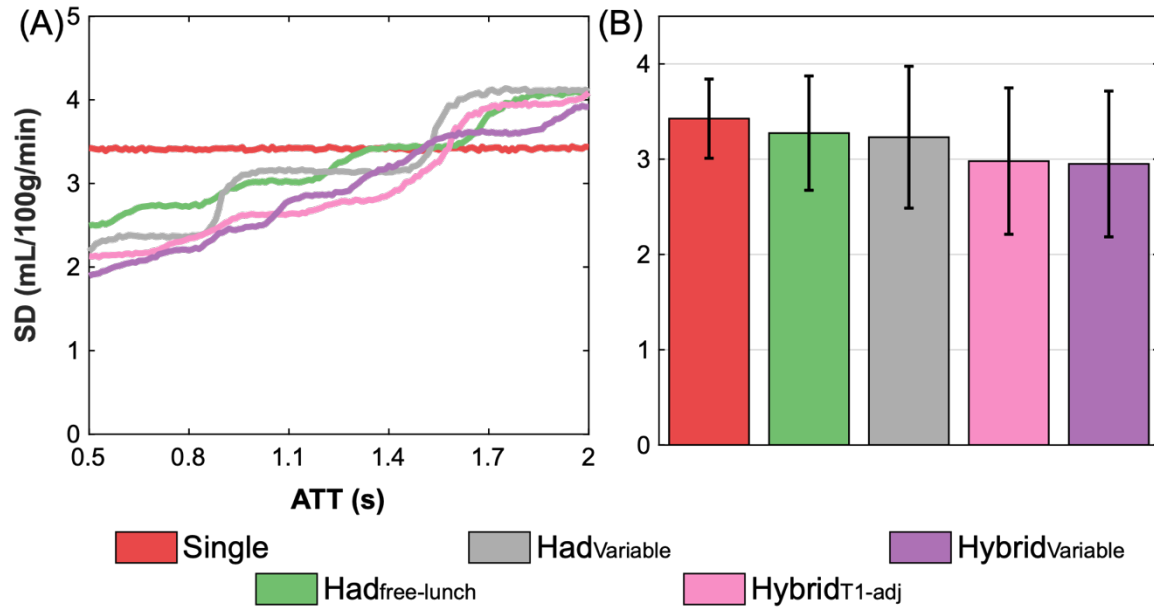 (A)
5
4
3
2
1
0
SD (mL/100g/min)
0.5 0.8 1.1 1.4 1.7 2
ATT (s)
(B)
4
3
2
1
0
Single
HadVariable
HybridVariable
Hadfree-lunch
HybridT1-adj